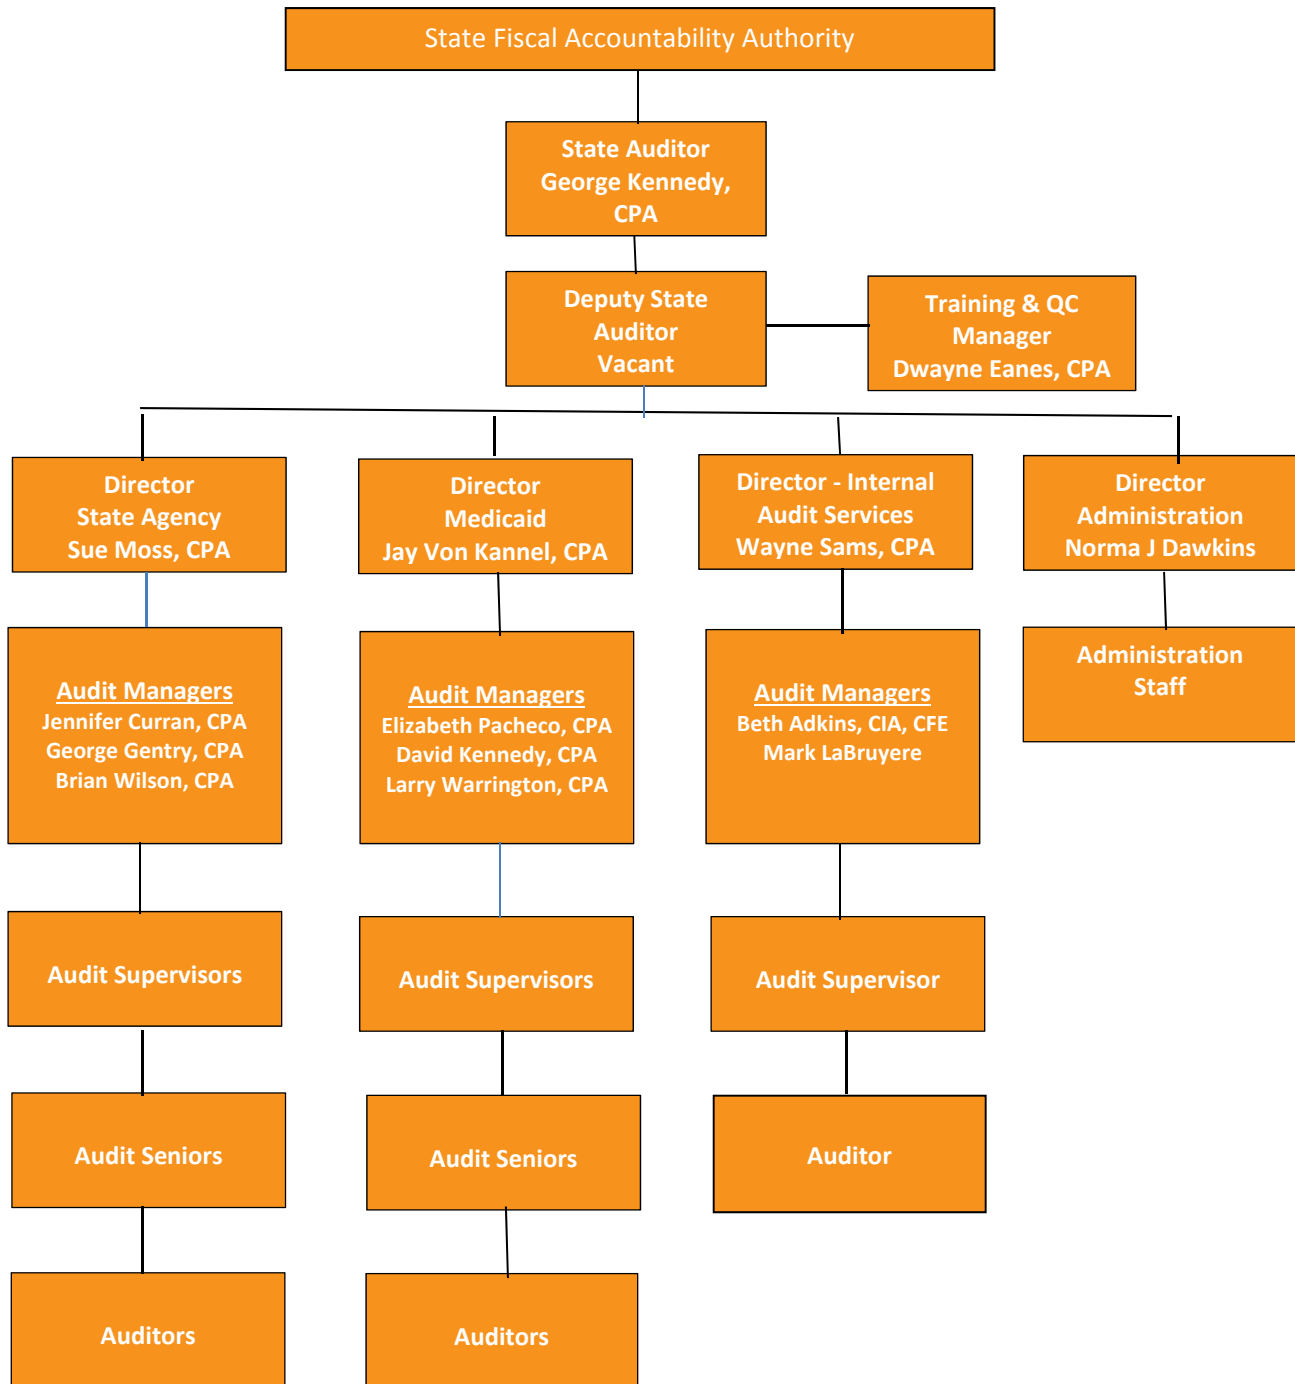 State Fiscal Accountability Authority
State Auditor
George Kennedy,
CPA
Deputy State
Auditor
Vacant
Training & QC
Manager
Dwayne Eanes, CPA
Director
State Agency
Sue Moss, CPA
Director
Medicaid
Jay Von Kannel, CPA
Director - Internal
Audit Services
Wayne Sams, CPA
Director
Administration
Norma J Dawkins
Audit Managers
Jennifer Curran, CPA
George Gentry, CPA
Brian Wilson, CPA
Audit Managers
Elizabeth Pacheco, CPA
David Kennedy, CPA
Larry Warrington, CPA
Audit Managers
Beth Adkins, CIA, CFE
Mark LaBruyere
Administration
Staff
Audit Supervisors
Audit Supervisors
Audit Supervisor
Audit Seniors
Audit Seniors
Auditor
Auditors
Auditors